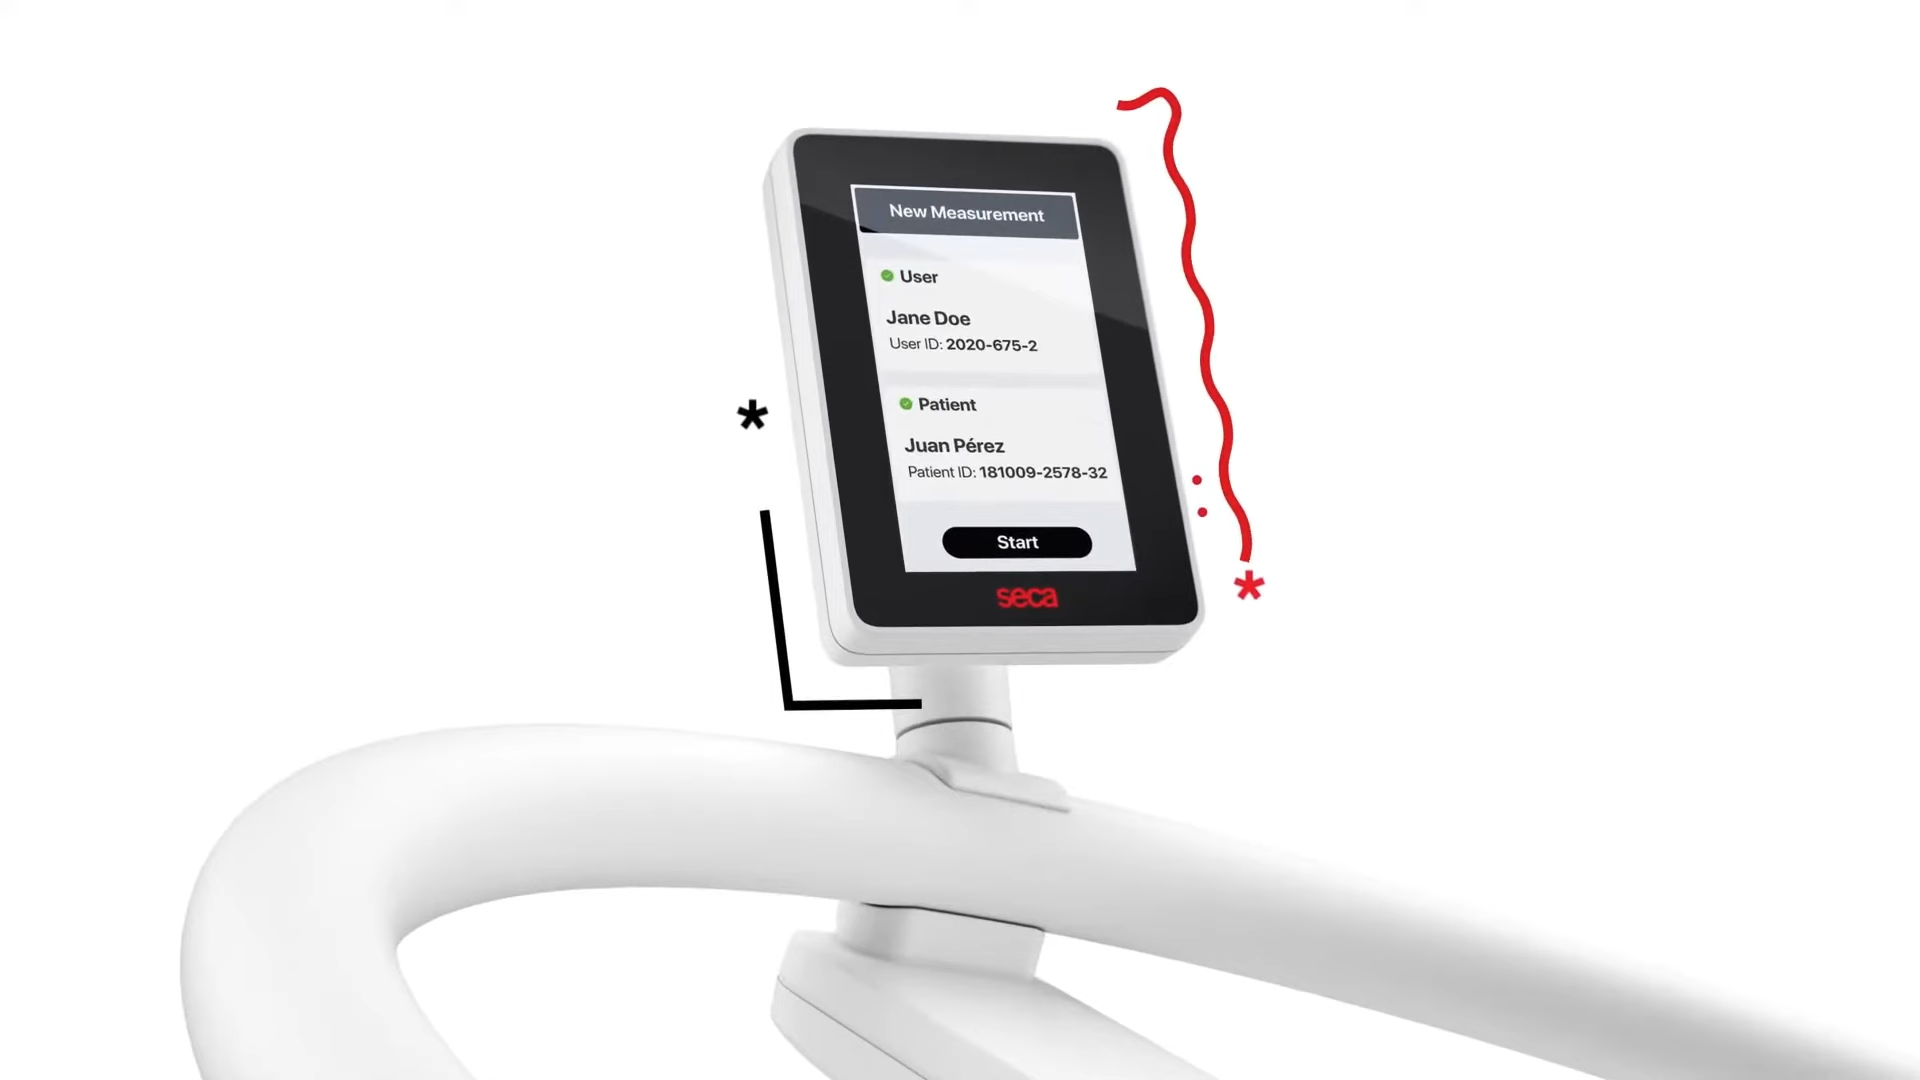 New Measurement
User
Jane Doe
User ID: 2020-675-2
Patient
Juan Pérez
Patient ID: 181009-2578-32
Start
seca
*
*